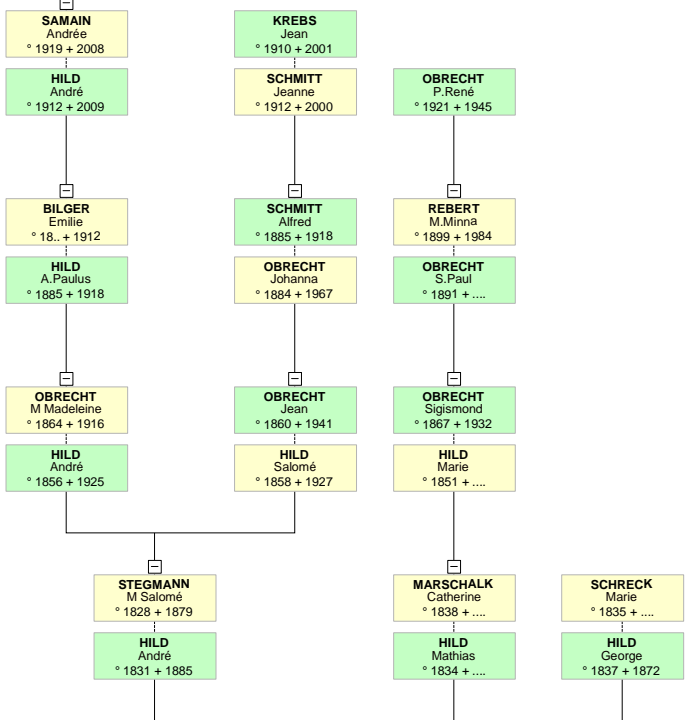 SAMAIN
Andrée
° 1919 + 2008
KREBS
Jean
° 1910 + 2001
HILD
André
° 1912 + 2009
SCHMITT
Jeanne
° 1912 + 2000
OBRECHT
P.René
° 1921 + 1945
BILGER
Emilie
° 18.. + 1912
SCHMITT
Alfred
° 1885 + 1918
REBERT
M.Minna
° 1899 + 1984
HILD
A.Paulus
° 1885 + 1918
OBRECHT
Johanna
° 1884 + 1967
OBRECHT
S.Paul
° 1891 + ....
OBRECHT
M Madeleine
° 1864 + 1916
OBRECHT
Jean
° 1860 + 1941
OBRECHT
Sigismond
° 1867 + 1932
HILD
André
° 1856 + 1925
HILD
Salomé
° 1858 + 1927
HILD
Marie
° 1851 + ....
STEGMANN
M Salomé
° 1828 + 1879
MARSCHALK
Catherine
° 1838 + ....
SCHRECK
Marie
° 1835 + ....
HILD
André
° 1831 + 1885
HILD
Mathias
° 1834 + ....
HILD
George
° 1837 + 1872